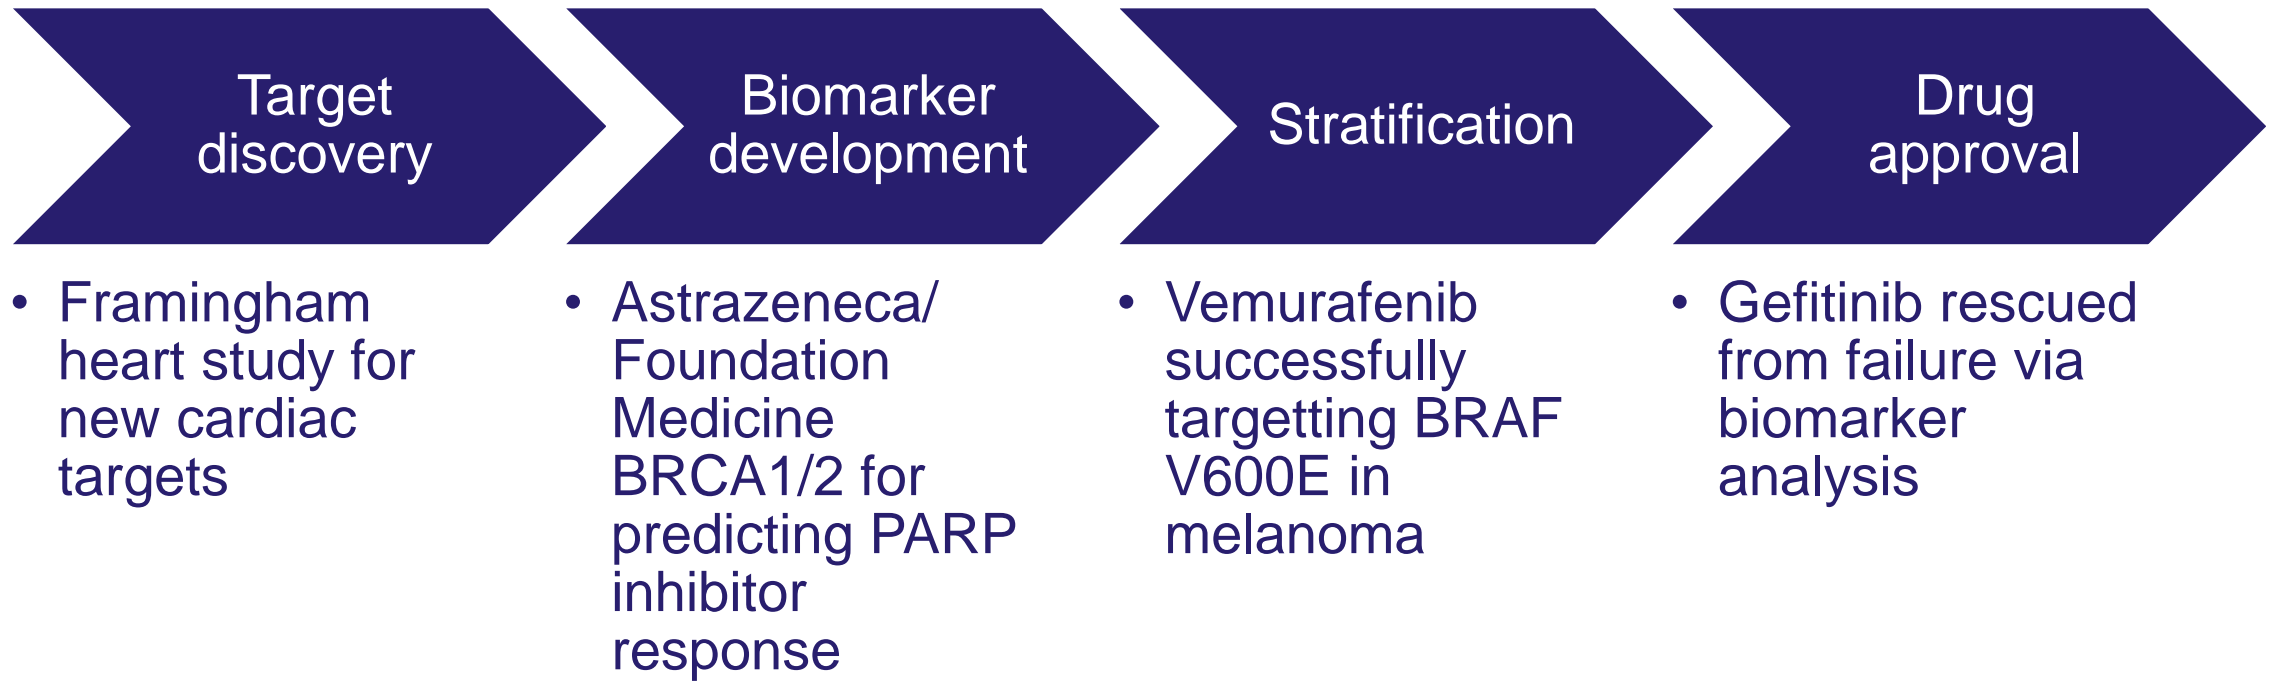 Target
discovery
Biomarker
development
Stratification
Drug
approval
• Framingham
heart study for
new cardiac
targets
• Astrazeneca/
Foundation
Medicine
BRCA1/2 for
predicting PARP
inhibitor
response
• Vemurafenib
successfully
targetting BRAF
V600E in
melanoma
• Gefitinib rescued
from failure via
biomarker
analysis